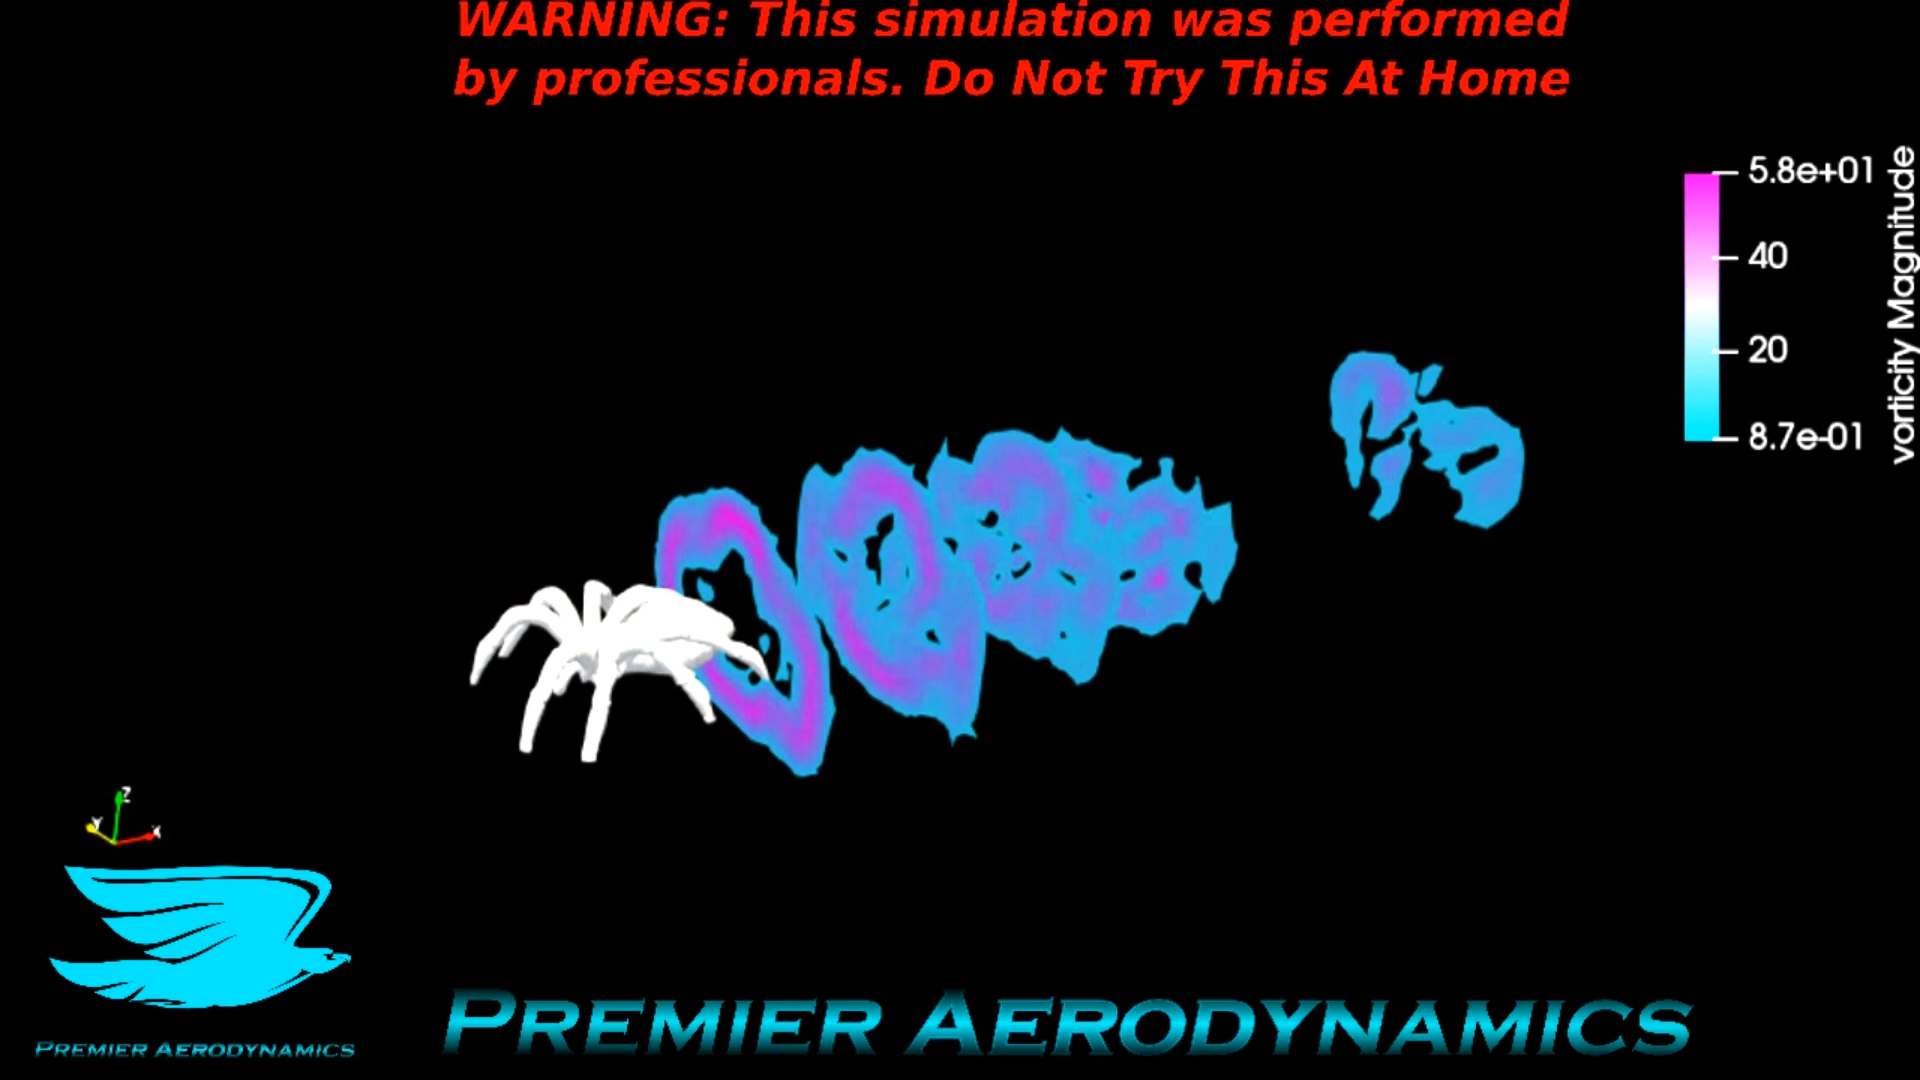 WARNING: This simulation was performed
by professionals. Do Not Try This At Home
5.8e+01
40
20
8.7e-01
vorticity Magnitude
Z
Y
X
PREMIER AERODYNAMICS
PREMIER AERODYNAMICS